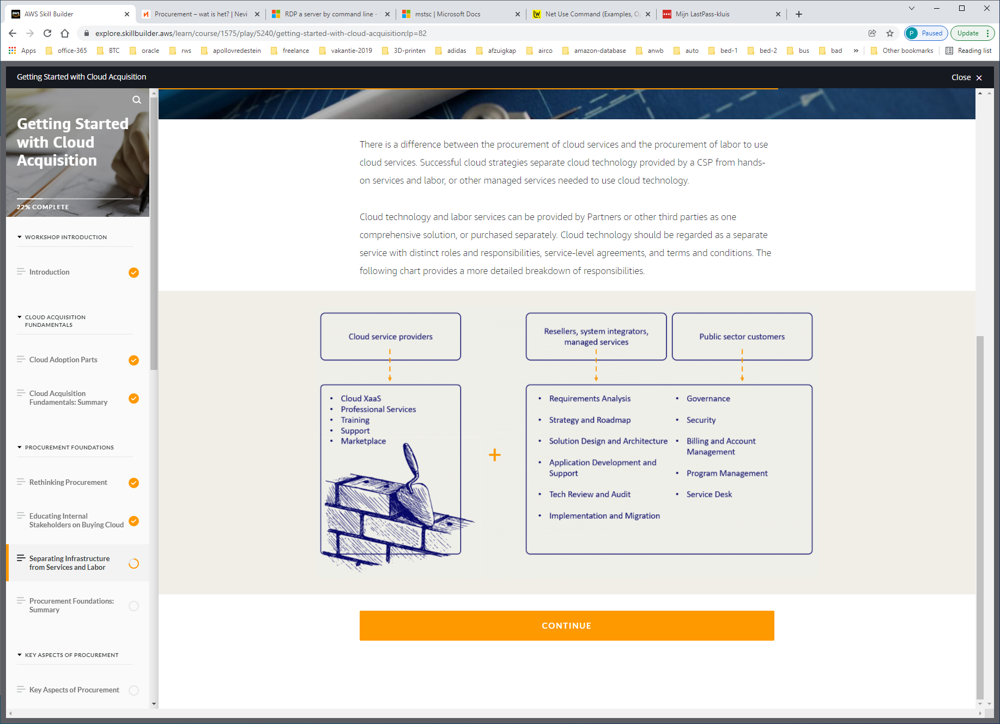 AWS Skill Builder
Procurement – wat is het? | Nevi
RDP a server by command line -
mstsc | Microsoft Docs
Net Use Command (Examples, Op
Mijn LastPass-kluis
explore.skillbuilder.aws/learn/course/1575/play/5240/getting-started-with-cloud-acquisition;lp=82
P
Paused
Update
Apps
office-365
BTC
oracle
rws
apollovredestein
freelance
vakantie-2019
3D-printen
adidas
afzuigkap
airco
amazon-database
anwb
auto
bed-1
bed-2
bus
bad
»
Other bookmarks
Reading list
Getting Started with Cloud Acquisition
Close
Getting Started
with Cloud
Acquisition
22% COMPLETE
WORKSHOP INTRODUCTION
Introduction
CLOUD ACQUISITION
FUNDAMENTALS
Cloud Adoption Parts
Cloud Acquisition
Fundamentals: Summary
PROCUREMENT FOUNDATIONS
Rethinking Procurement
Educating Internal
Stakeholders on Buying Cloud
Separating Infrastructure
from Services and Labor
Procurement Foundations:
Summary
KEY ASPECTS OF PROCUREMENT
Key Aspects of Procurement
There is a difference between the procurement of cloud services and the procurement of labor to use
cloud services. Successful cloud strategies separate cloud technology provided by a CSP from hands-
on services and labor, or other managed services needed to use cloud technology.
Cloud technology and labor services can be provided by Partners or other third parties as one
comprehensive solution, or purchased separately. Cloud technology should be regarded as a separate
service with distinct roles and responsibilities, service-level agreements, and terms and conditions. The
following chart provides a more detailed breakdown of responsibilities.
Cloud service providers
• Cloud XaaS
• Professional Services
• Training
• Support
• Marketplace
+
Resellers, system integrators,
managed services
Public sector customers
• Requirements Analysis
• Strategy and Roadmap
• Solution Design and Architecture
• Application Development and
Support
• Tech Review and Audit
• Implementation and Migration
• Governance
• Security
• Billing and Account
Management
• Program Management
• Service Desk
CONTINUE